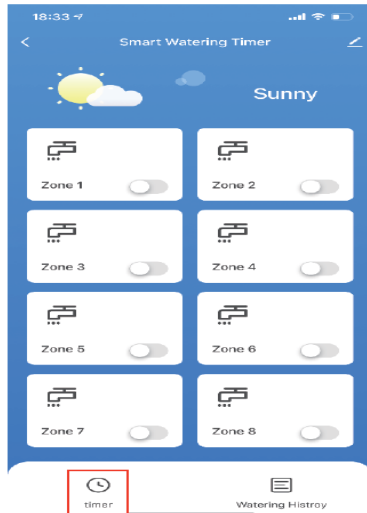 18:33
Smart Watering Timer
Sunny
Zone 1
Zone 2
Zone 3
Zone 4
Zone 5
Zone 6
Zone 7
Zone 8
timer
Watering Histroy